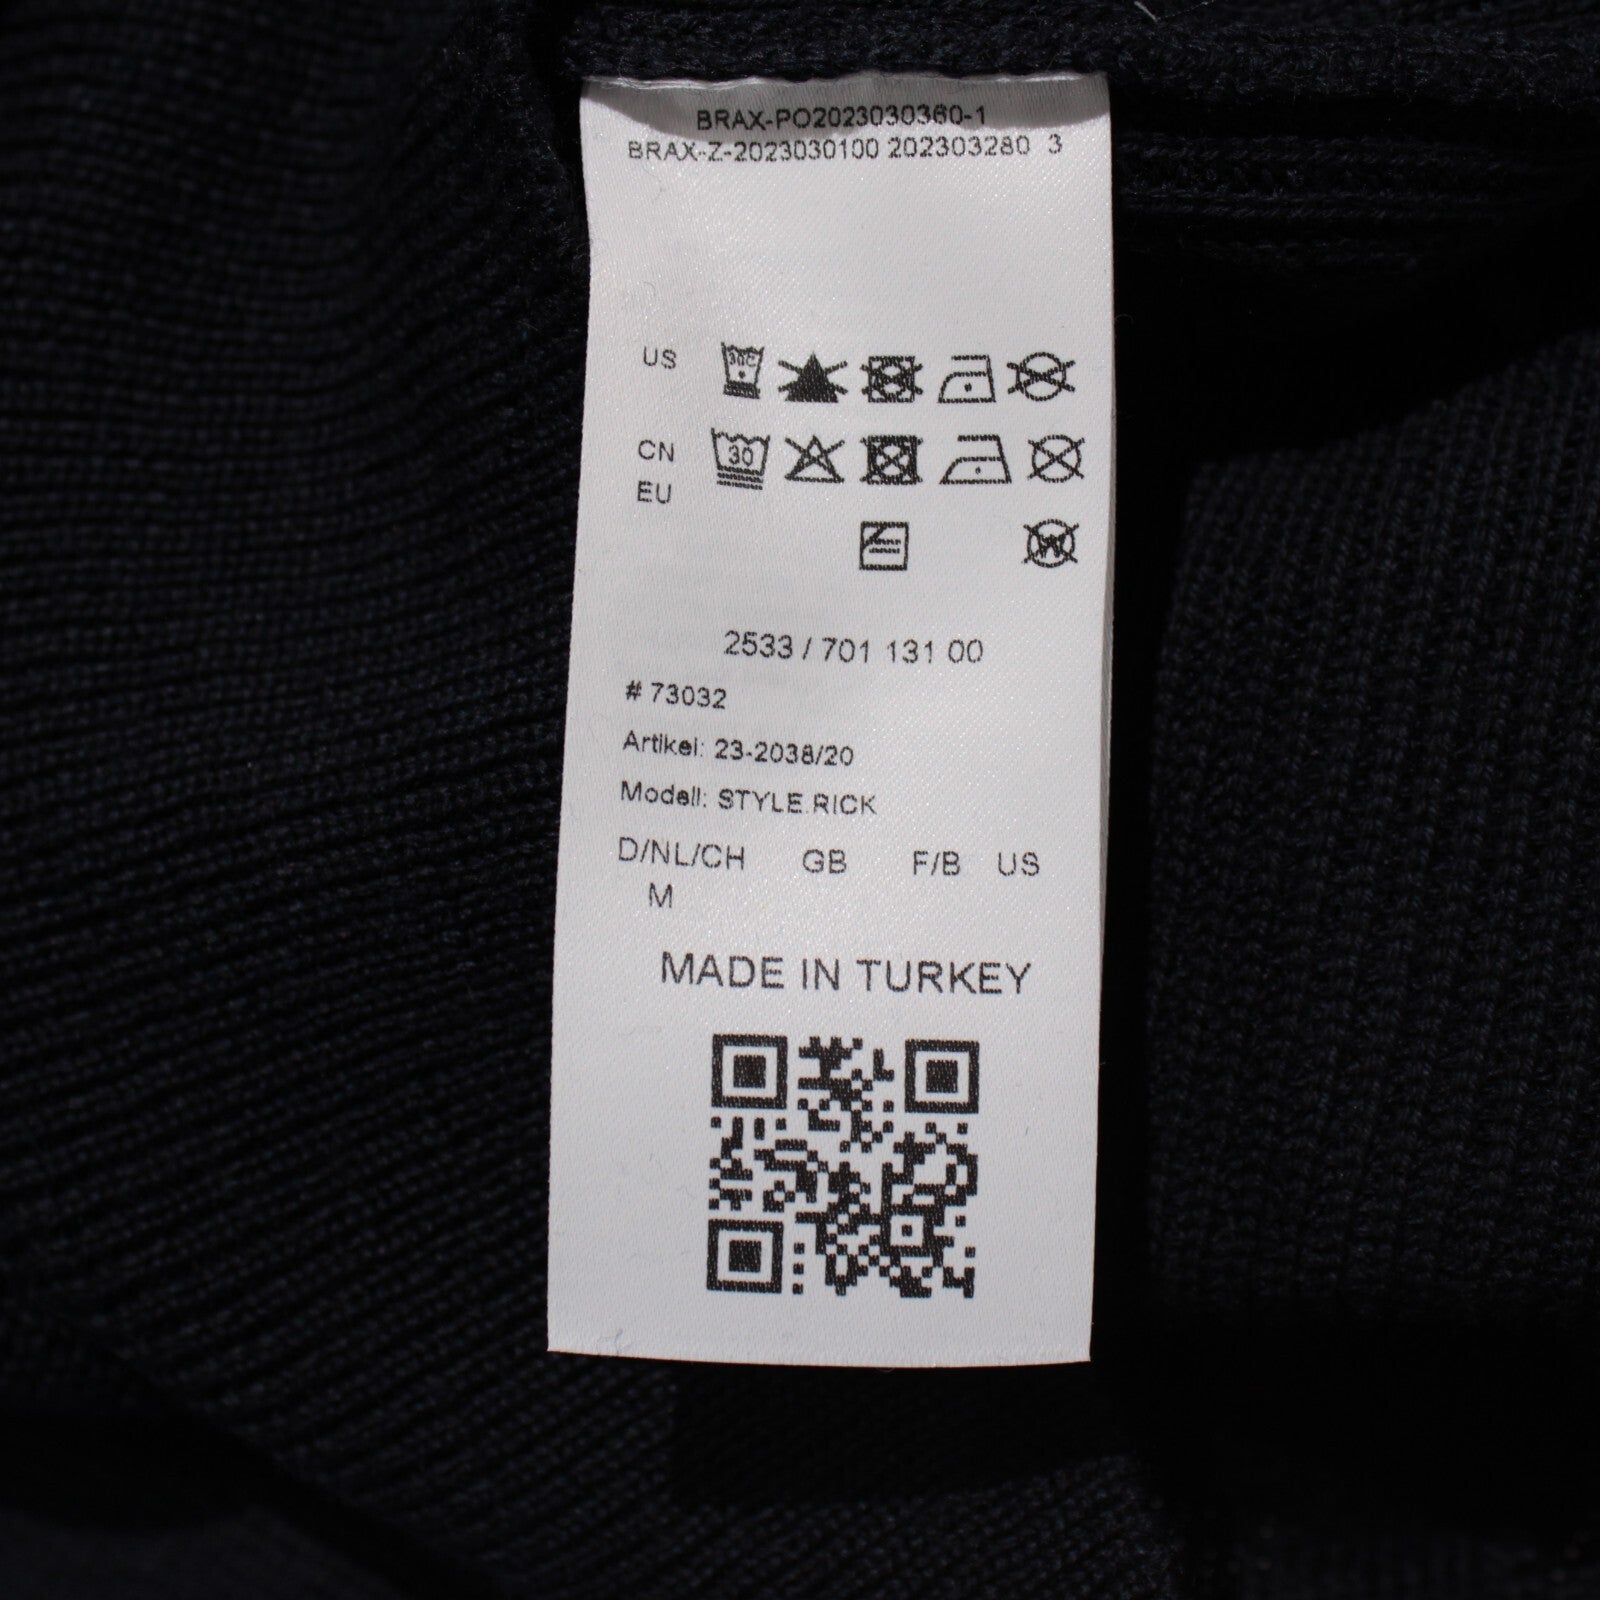 BRAX-PO2023030360-1
BRAX-Z-2023030100 202303280 3
US 30C
CN 30
EU
W
2533 / 701 131 00
# 73032
Artikel: 23-2038/20
Modell: STYLE.RICK
D/NL/CH GB F/B US
M
MADE IN TURKEY